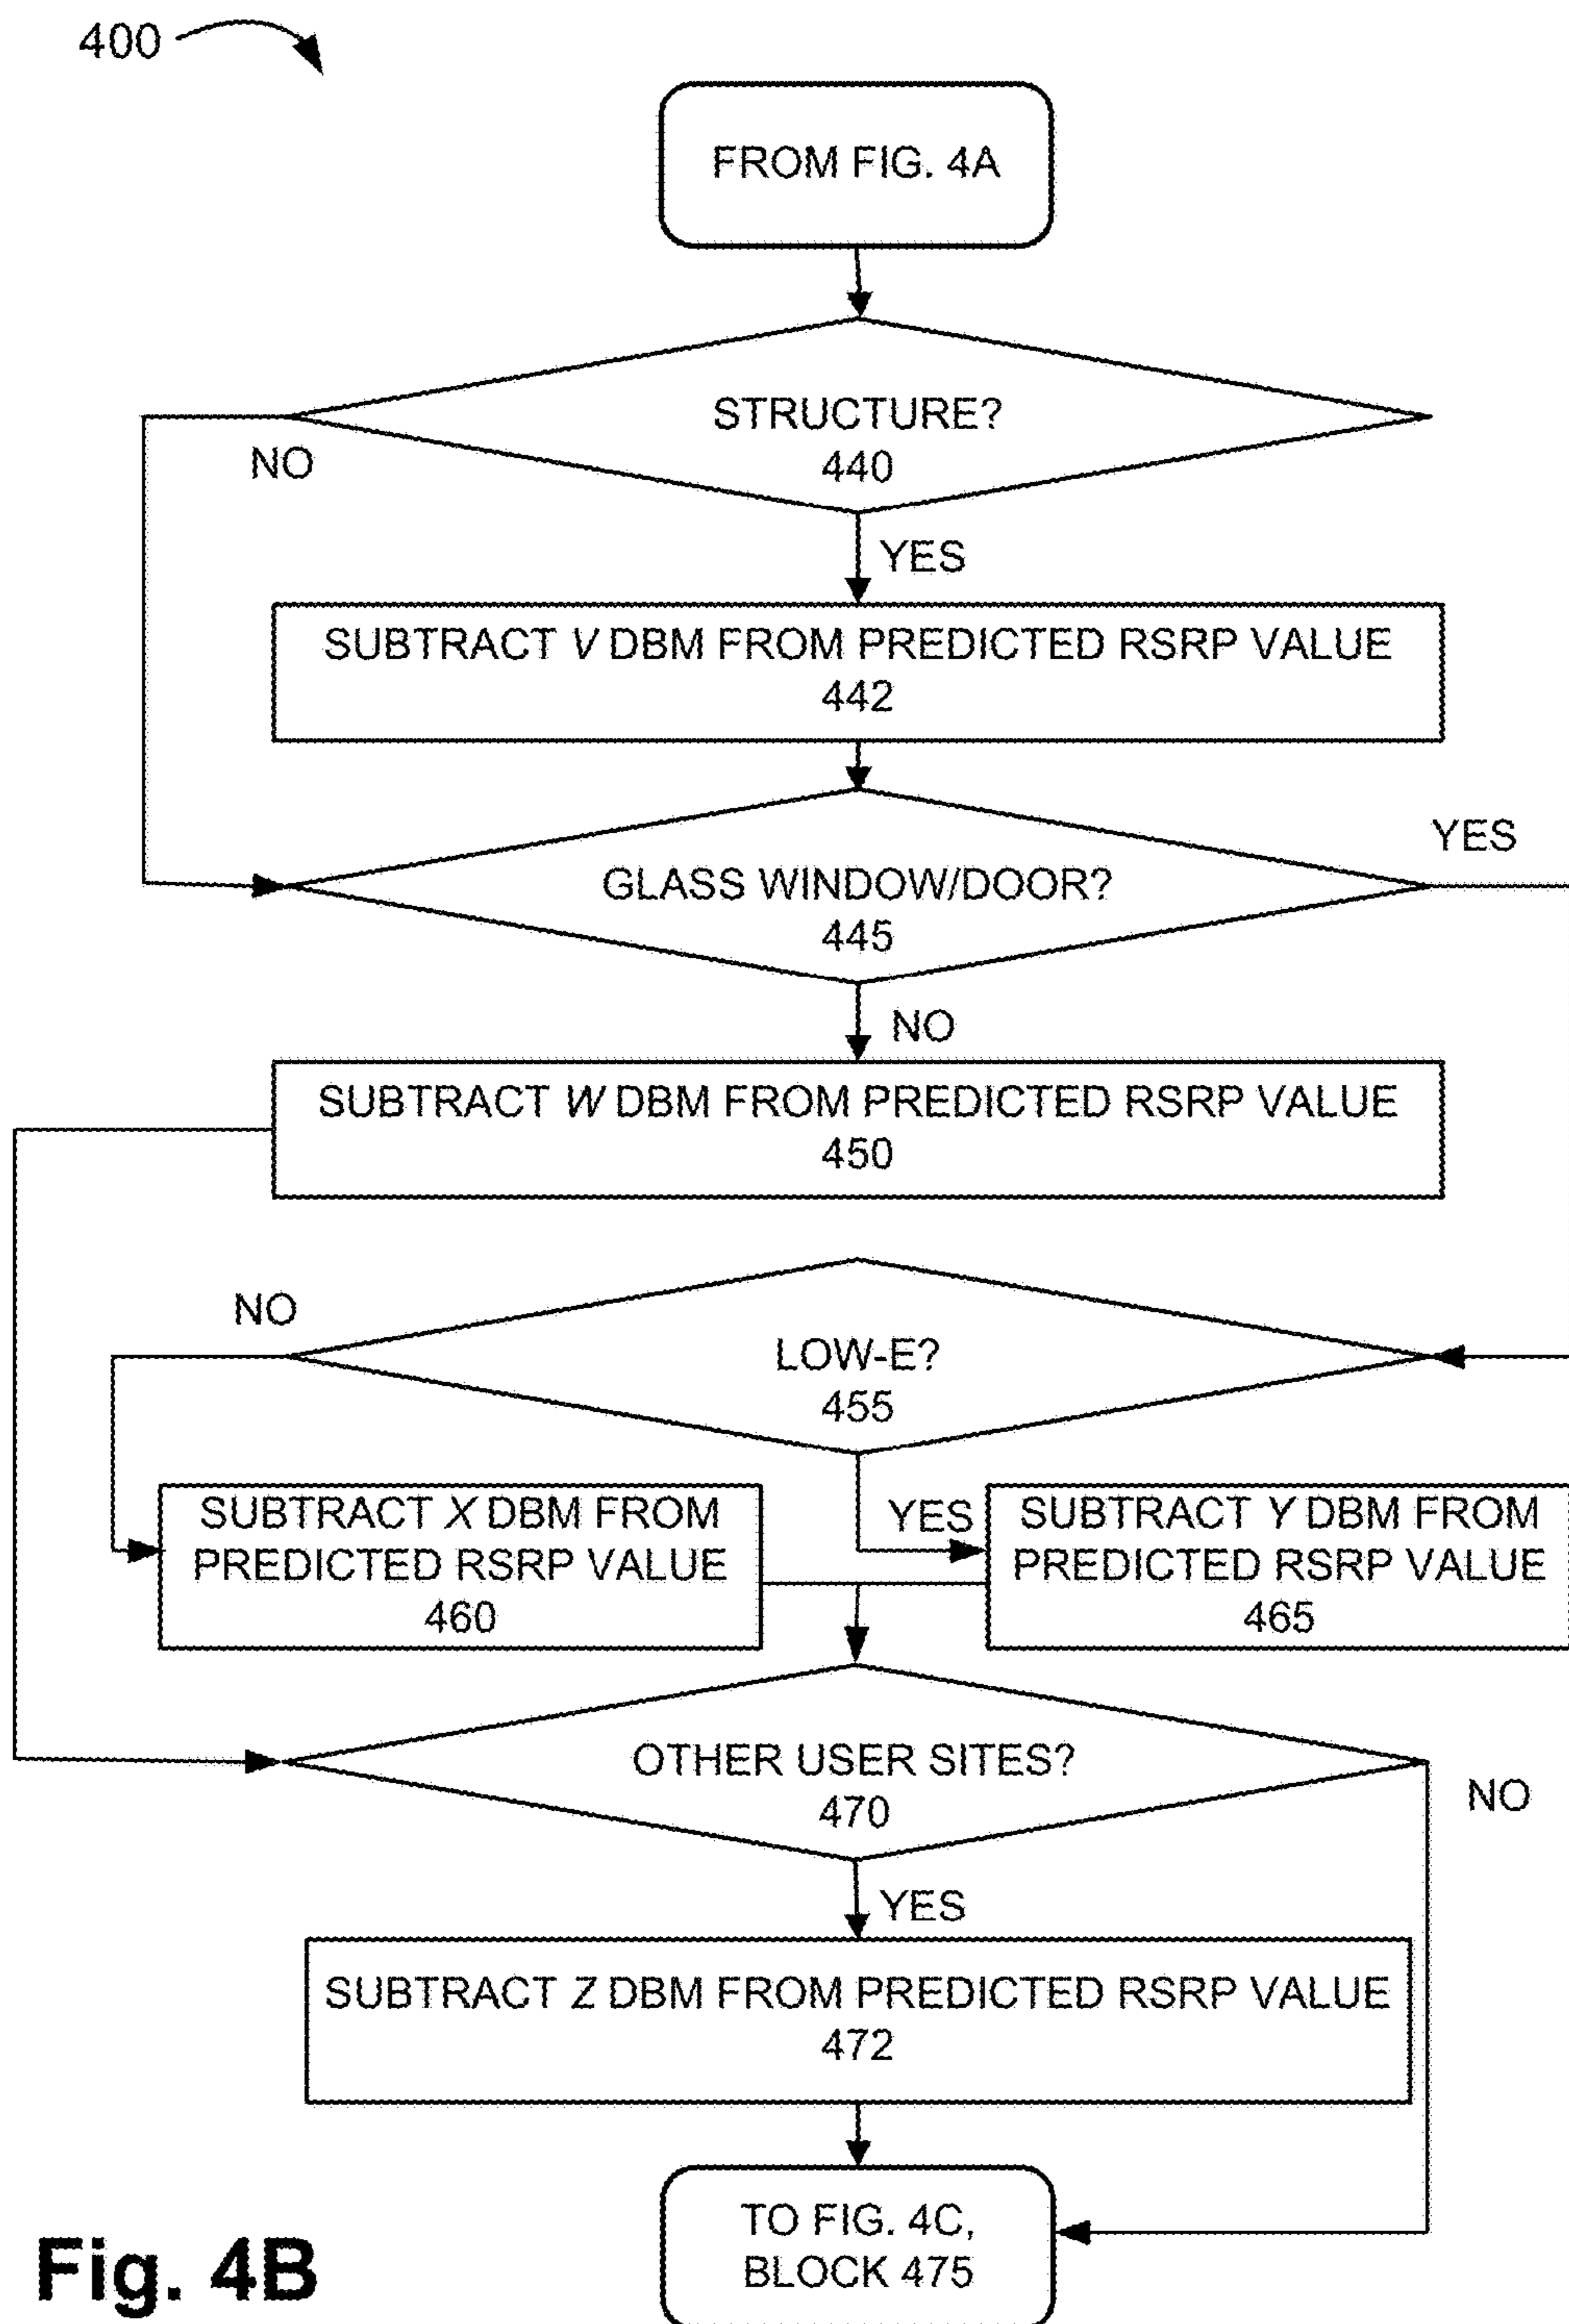 400
FROM FIG. 4A
STRUCTURE?
440
NO
YES
SUBTRACT V DBM FROM PREDICTED RSRP VALUE
442
YES
GLASS WINDOW/DOOR?
445
NO
SUBTRACT W DBM FROM PREDICTED RSRP VALUE
450
NO
LOW-E?
455
SUBTRACT X DBM FROM
PREDICTED RSRP VALUE
460
YES
SUBTRACT Y DBM FROM
PREDICTED RSRP VALUE
465
OTHER USER SITES?
470
NO
YES
SUBTRACT Z DBM FROM PREDICTED RSRP VALUE
472
TO FIG. 4C,
BLOCK 475
Fig. 4B